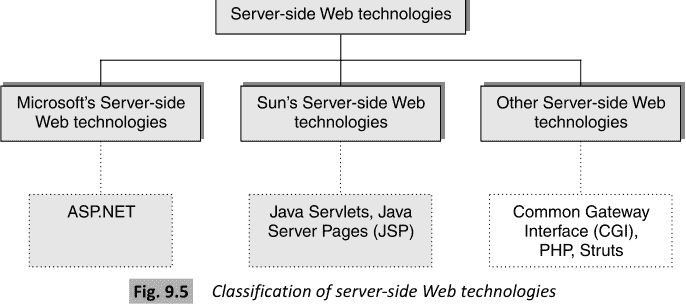 Server-side Web technologies
Microsoft's Server-side
Web technologies
Sun's Server-side Web
technologies
Other Server-side Web
technologies
ASP.NET
Java Servlets, Java
Server Pages (JSP)
Common Gateway
Interface (CGI),
PHP, Struts
Fig. 9.5 Classification of server-side Web technologies